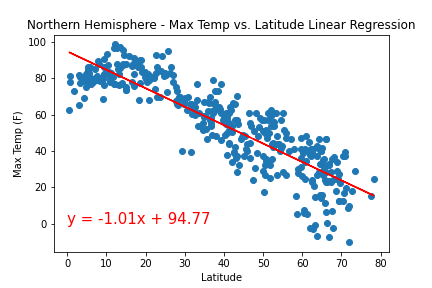 Northern Hemisphere - Max Temp vs. Latitude Linear Regression
100
80
60
40
20
0
Max Temp (F)
y = -1.01x + 94.77
0 10 20 30 40 50 60 70 80
Latitude